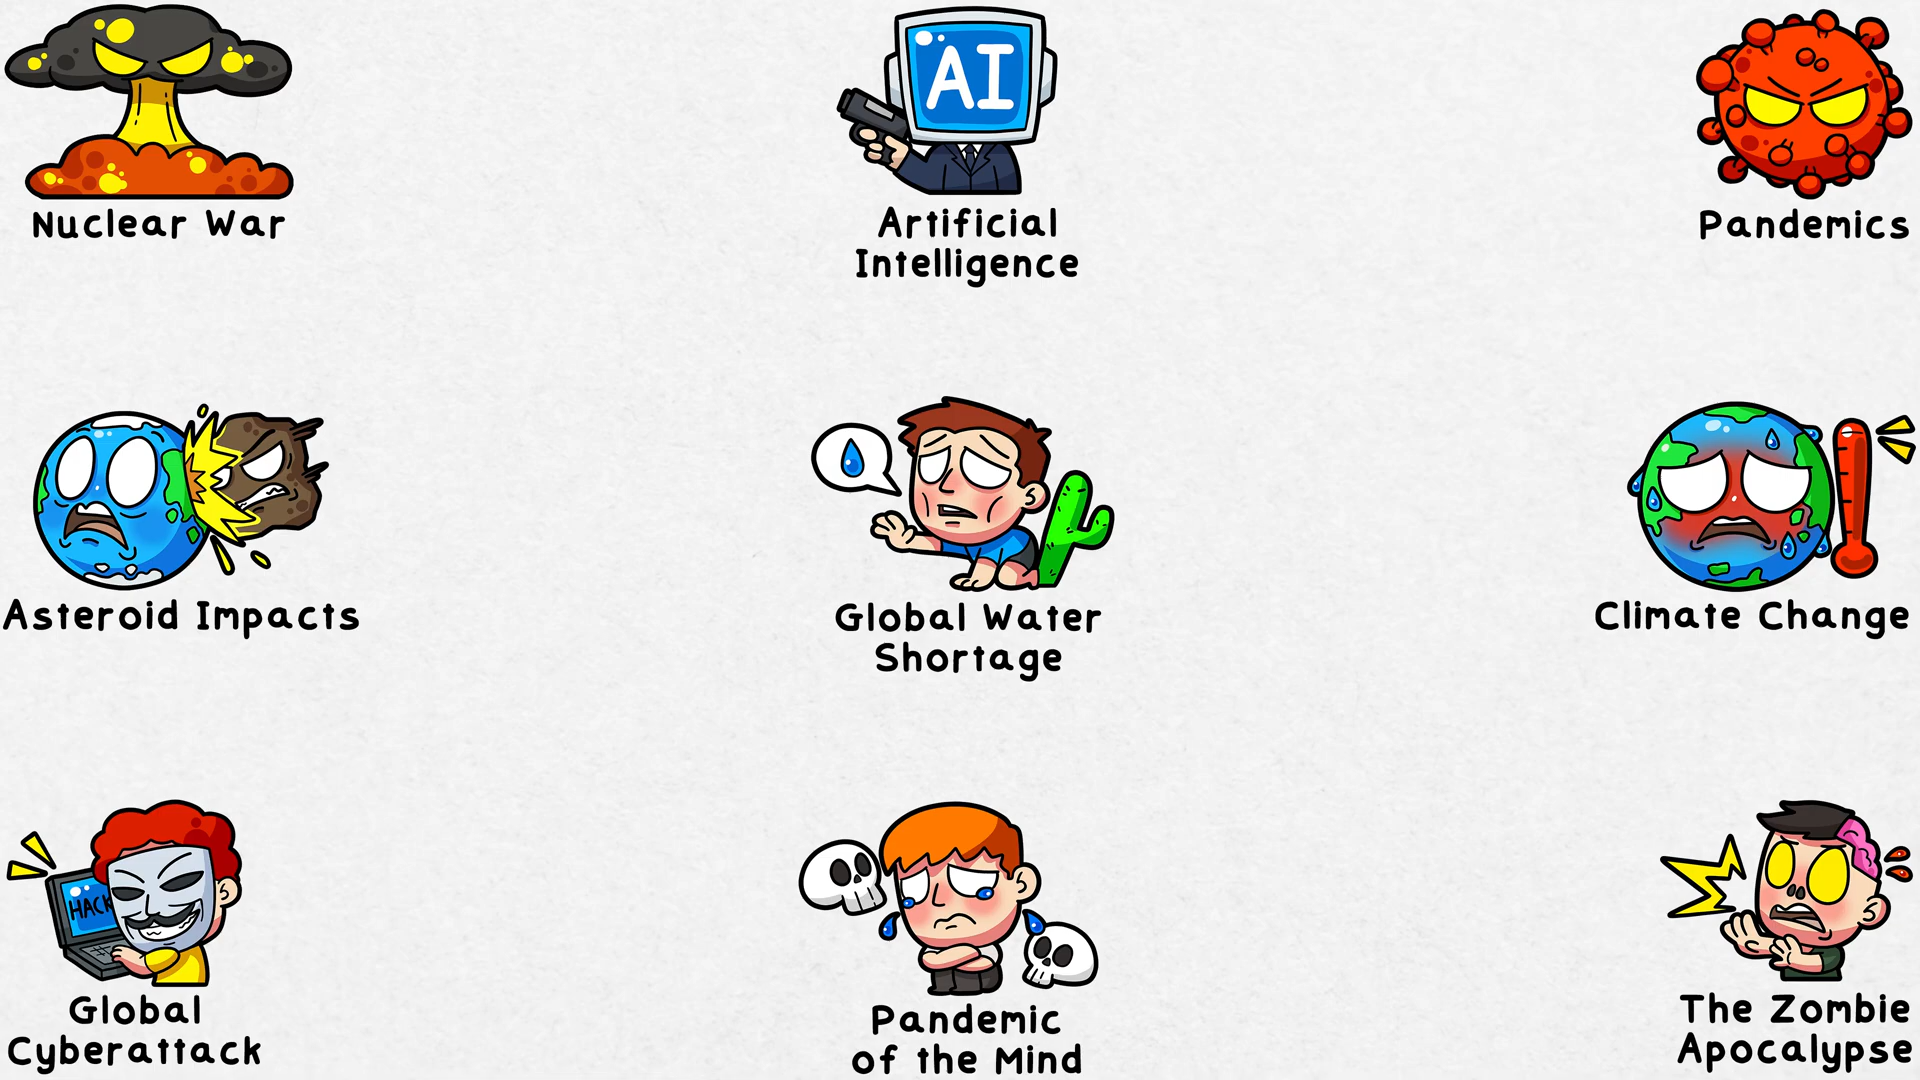 AI
Nuclear War
Artificial
Intelligence
Pandemics
Asteroid Impacts
Global Water
Shortage
Climate Change
HACK
Global
Cyberattack
Pandemic
of the Mind
The Zombie
Apocalypse